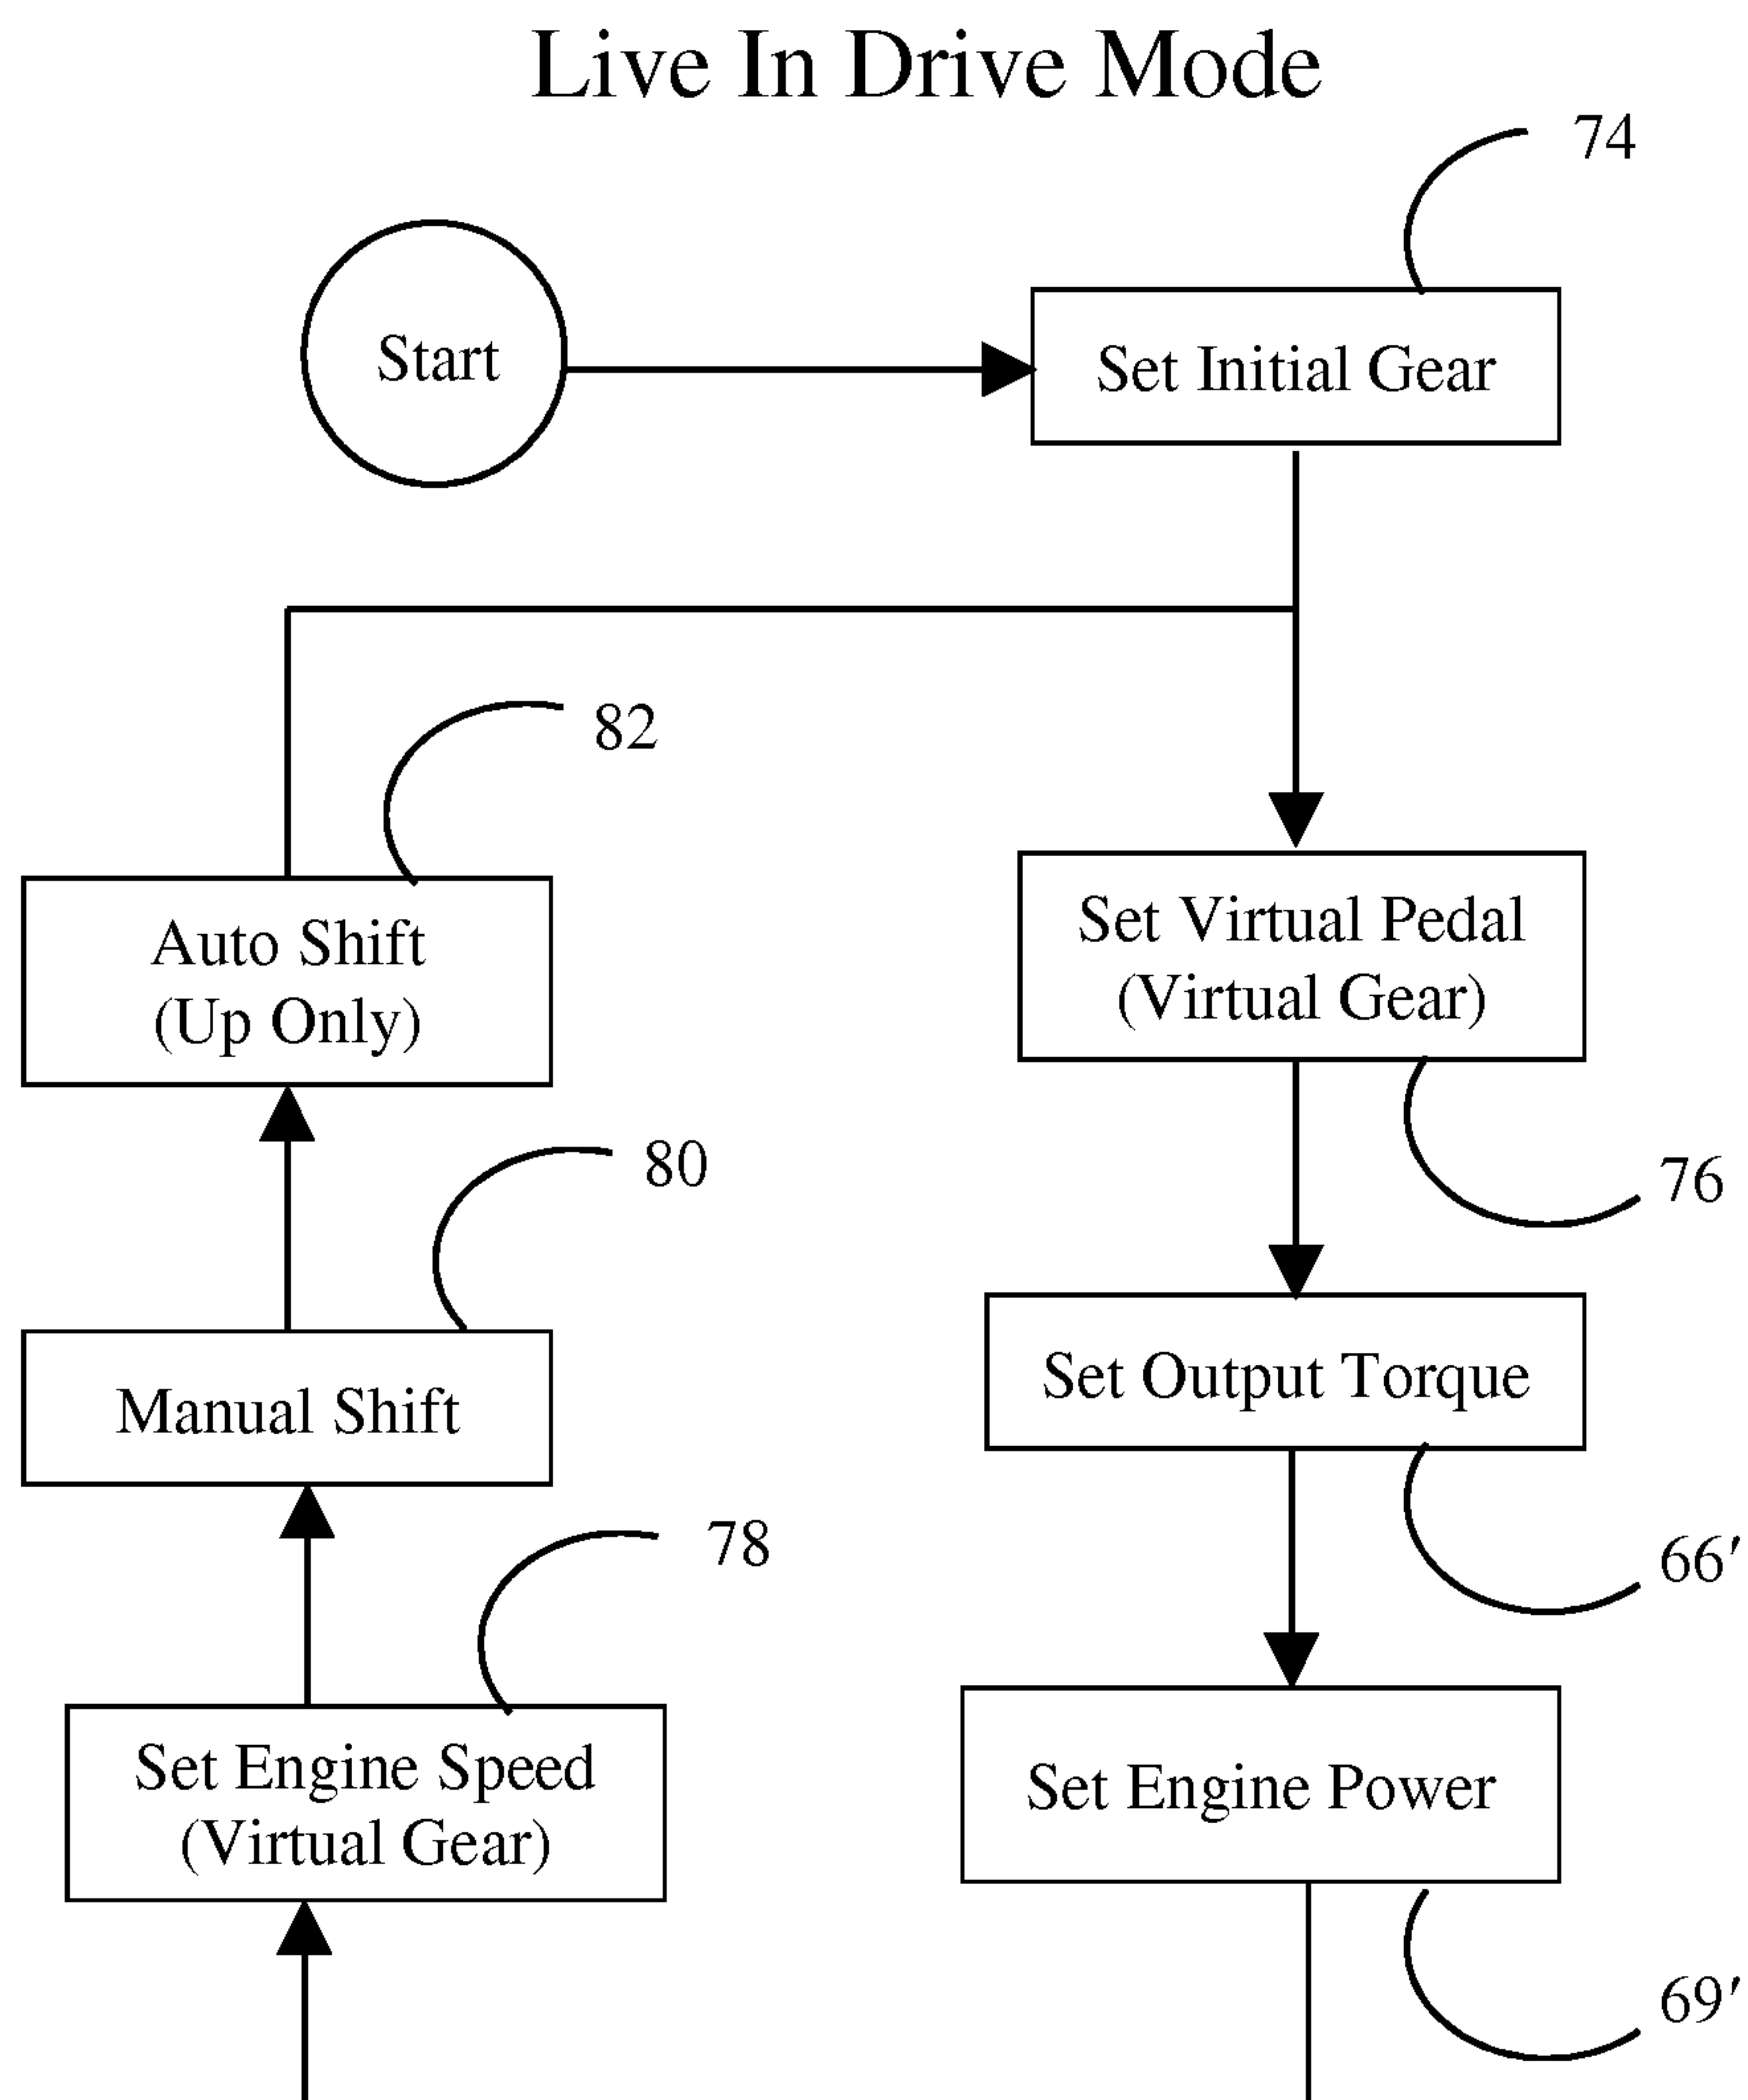 Live In Drive Mode
74
Start
Set Initial Gear
82
Auto Shift
(Up Only)
Set Virtual Pedal
(Virtual Gear)
80
76
Manual Shift
Set Output Torque
78
66′
Set Engine Speed
(Virtual Gear)
Set Engine Power
69′